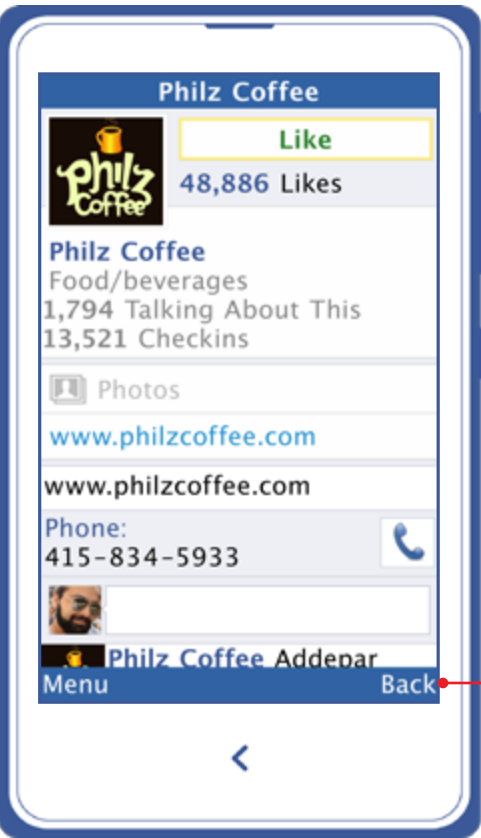 Philz Coffee
Like
philz
Coffee
48,886 Likes
Philz Coffee
Food/beverages
1,794 Talking About This
13,521 Checkins
Photos
www.philzcoffee.com
www.philzcoffee.com
Phone:
415-834-5933
Philz Coffee Addepar
Menu
Back